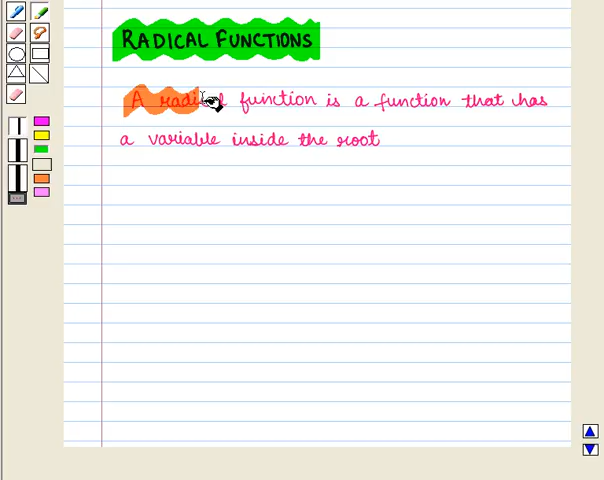 RADICAL FUNCTIONS
A radical function is a function that has
a variable inside the root